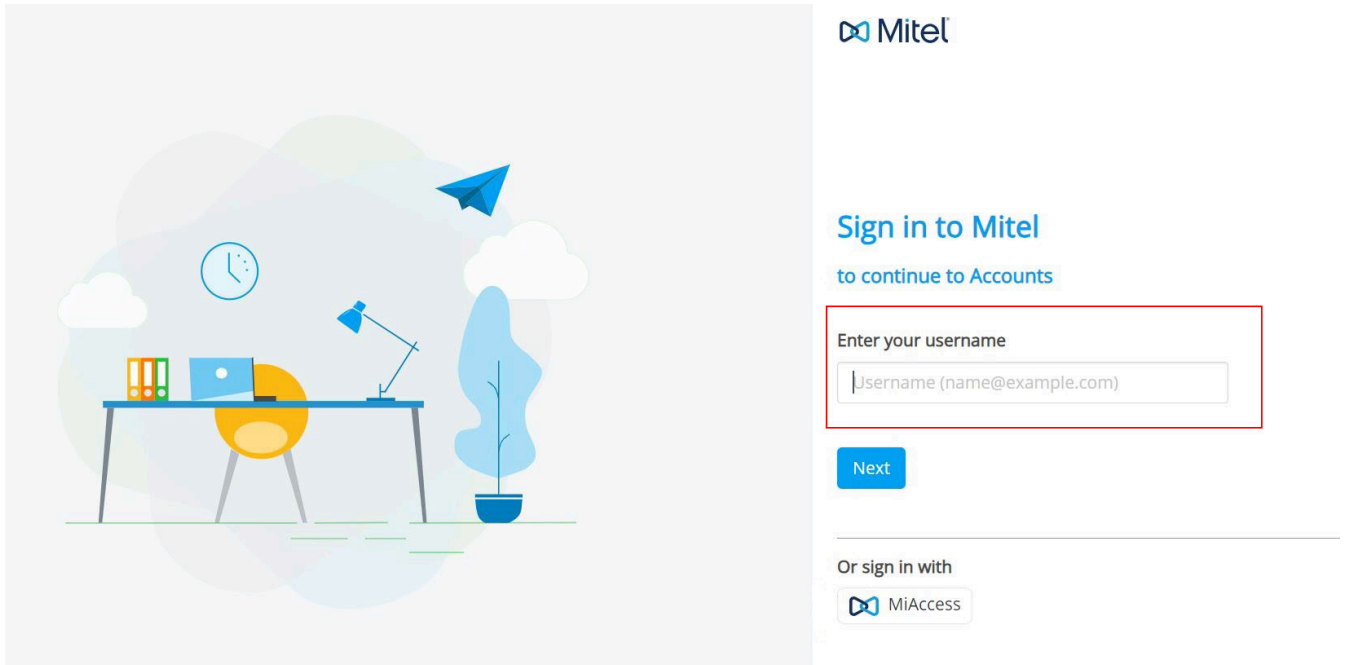 Mitel
Sign in to Mitel
to continue to Accounts
Enter your username
Username (name@example.com)
Next
Or sign in with
MiAccess